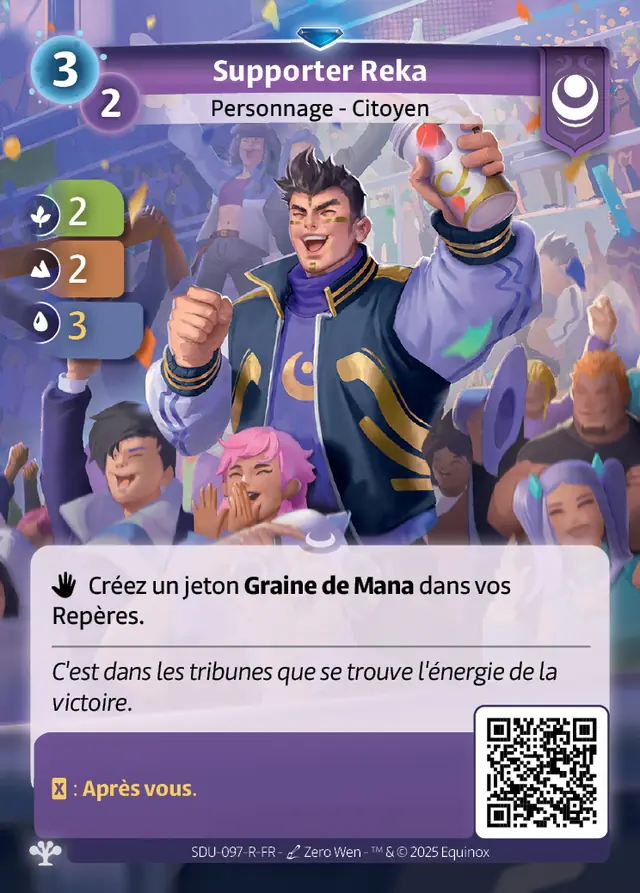 3
Supporter Reka
2
Personnage - Citoyen
2
2
3
Créez un jeton Graine de Mana dans vos
Repères.
C'est dans les tribunes que se trouve l'énergie de la
victoire.
X : Après vous.
SDU-097-R-FR - Zero Wen - ™ & © 2025 Equinox